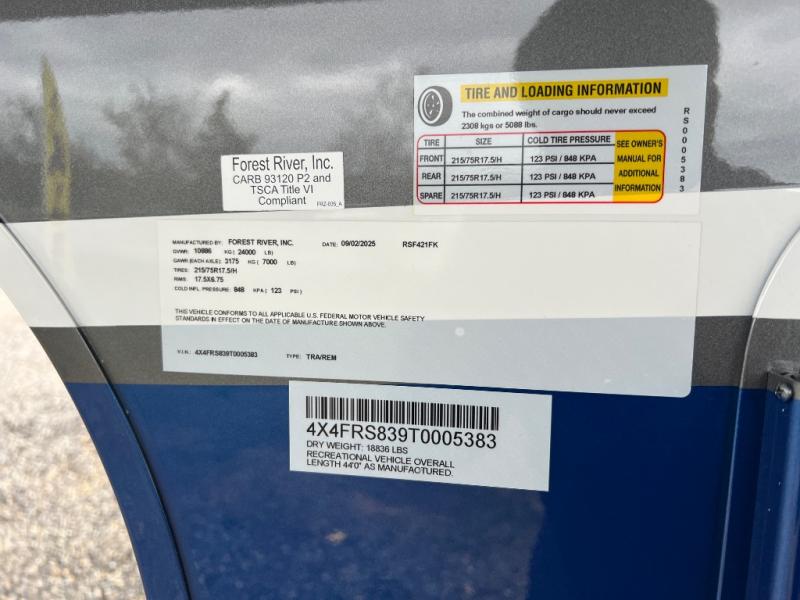 TIRE AND LOADING INFORMATION
The combined weight of cargo should never exceed
2308 kgs or 5088 lbs.
TIRE SIZE COLD TIRE PRESSURE SEE OWNER'S MANUAL FOR ADDITIONAL INFORMATION
FRONT 215/75R17.5/H 123 PSI / 848 KPA
REAR 215/75R17.5/H 123 PSI / 848 KPA
SPARE 215/75R17.5/H 123 PSI / 848 KPA
RS0005383
Forest River, Inc.
CARB 93120 P2 and
TSCA Title VI
Compliant
FRZ-035_A
MANUFACTURED BY: FOREST RIVER, INC. DATE: 09/02/2025 RSF421FK
GVWR: 10886 KG ( 24000 LB)
GAWR (EACH AXLE): 3175 KG ( 7000 LB)
TIRES: 215/75R17.5/H
RIMS: 17.5X6.75
COLD INFL. PRESSURE: 848 KPA ( 123 PSI )
THIS VEHICLE CONFORMS TO ALL APPLICABLE U.S. FEDERAL MOTOR VEHICLE SAFETY
STANDARDS IN EFFECT ON THE DATE OF MANUFACTURE SHOWN ABOVE.
V.I.N.: 4X4FRS839T0005383 TYPE: TRA/REM
4X4FRS839T0005383
DRY WEIGHT: 18836 LBS
RECREATIONAL VEHICLE OVERALL
LENGTH 44'0" AS MANUFACTURED.